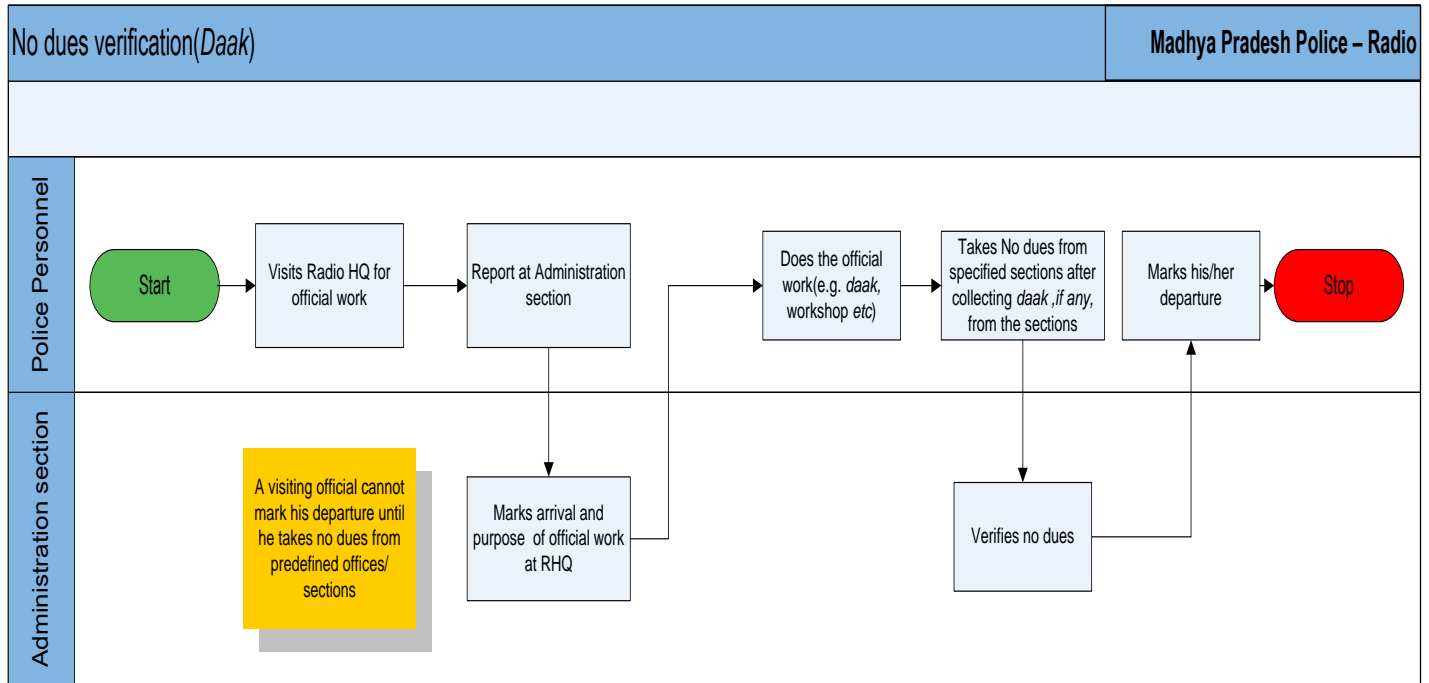 No dues verification(Daak)
Madhya Pradesh Police – Radio
Police Personnel
Start
Visits Radio HQ for
official work
Report at Administration
section
Does the official
work(e.g. daak,
workshop etc)
Takes No dues from
specified sections after
collecting daak ,if any,
from the sections
Marks his/her
departure
Stop
Administration section
A visiting official cannot
mark his departure until
he takes no dues from
predefined offices/
sections
Marks arrival and
purpose of official work
at RHQ
Verifies no dues